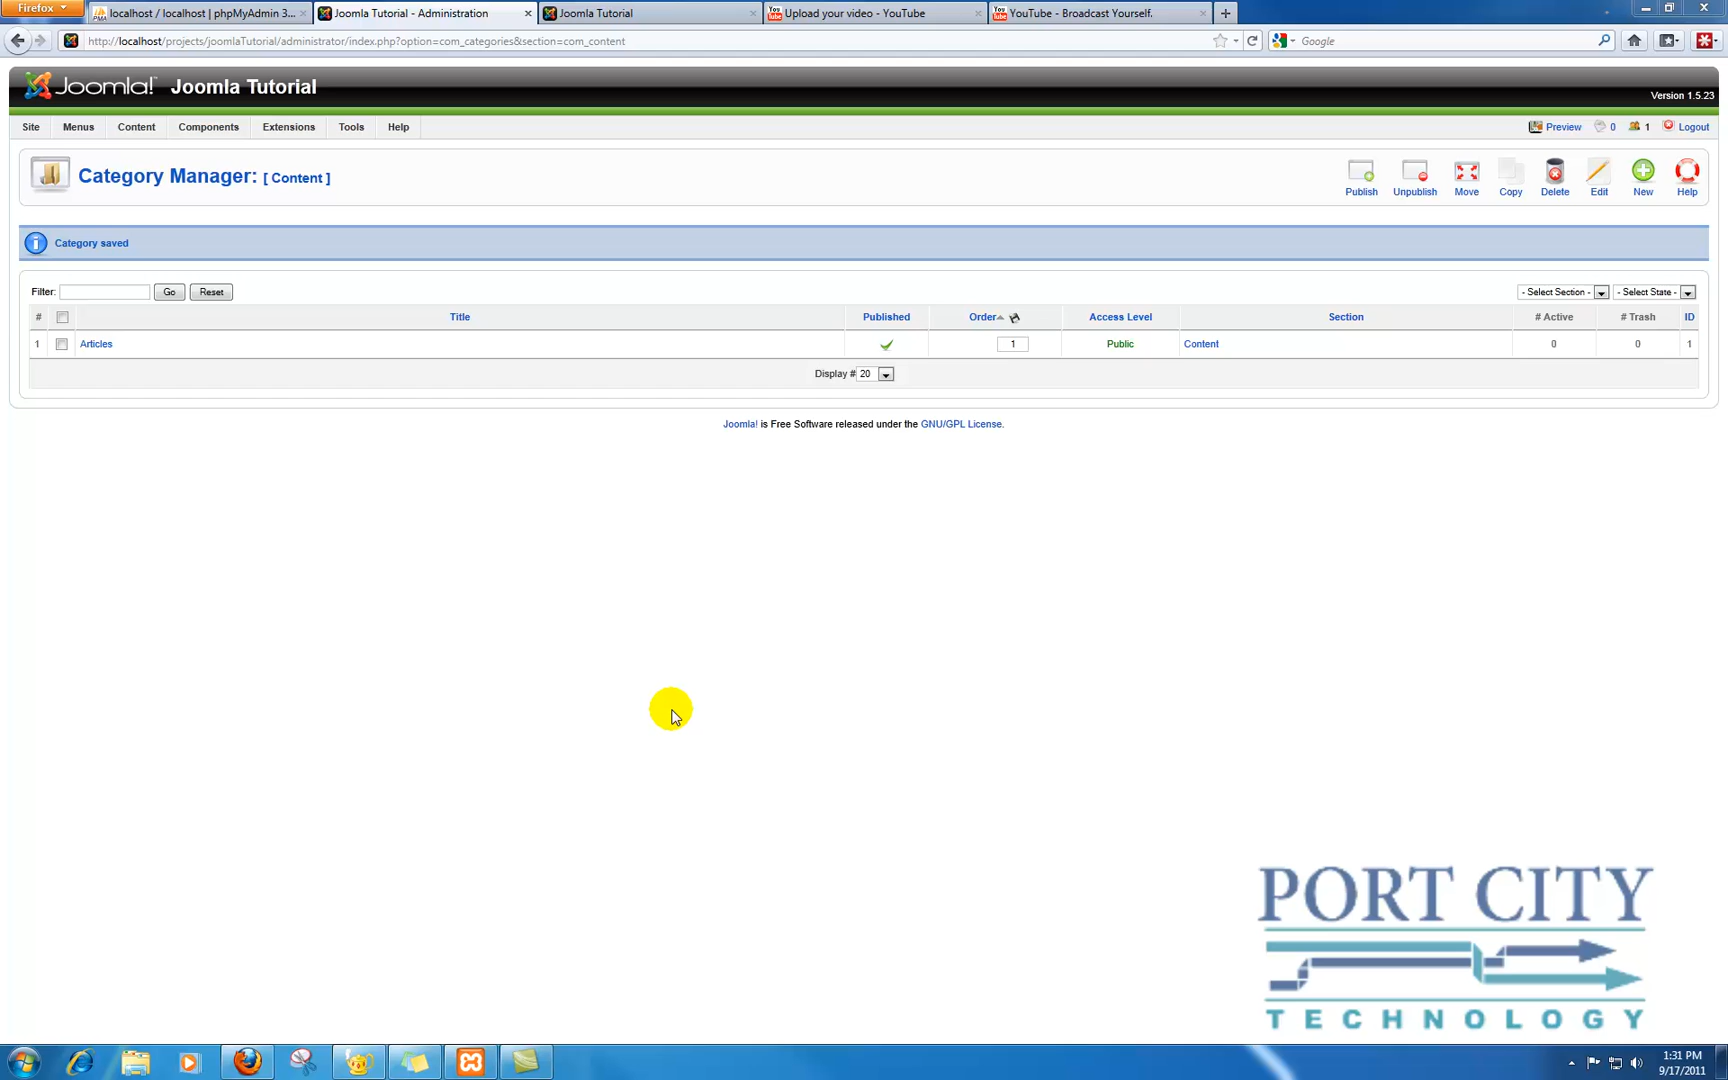 Firefox
localhost / localhost | phpMyAdmin 3...
Joomla Tutorial - Administration
Joomla Tutorial
Upload your video - YouTube
YouTube - Broadcast Yourself.
http://localhost/projects/joomlaTutorial/administrator/index.php?option=com_categories&section=com_content
Google
Joomla! Joomla Tutorial
Version 1.5.23
Site Menus Content Components Extensions Tools Help
Preview 0 1 Logout
Category Manager: [ Content ]
Publish Unpublish Move Copy Delete Edit New Help
Category saved
Filter: Go Reset
- Select Section - - Select State -
# Title Published Order Access Level Section # Active # Trash ID
1 Articles 1 Public Content 0 0 1
Display # 20
Joomla! is Free Software released under the GNU/GPL License.
PORT CITY
TECHNOLOGY
1:31 PM
9/17/2011